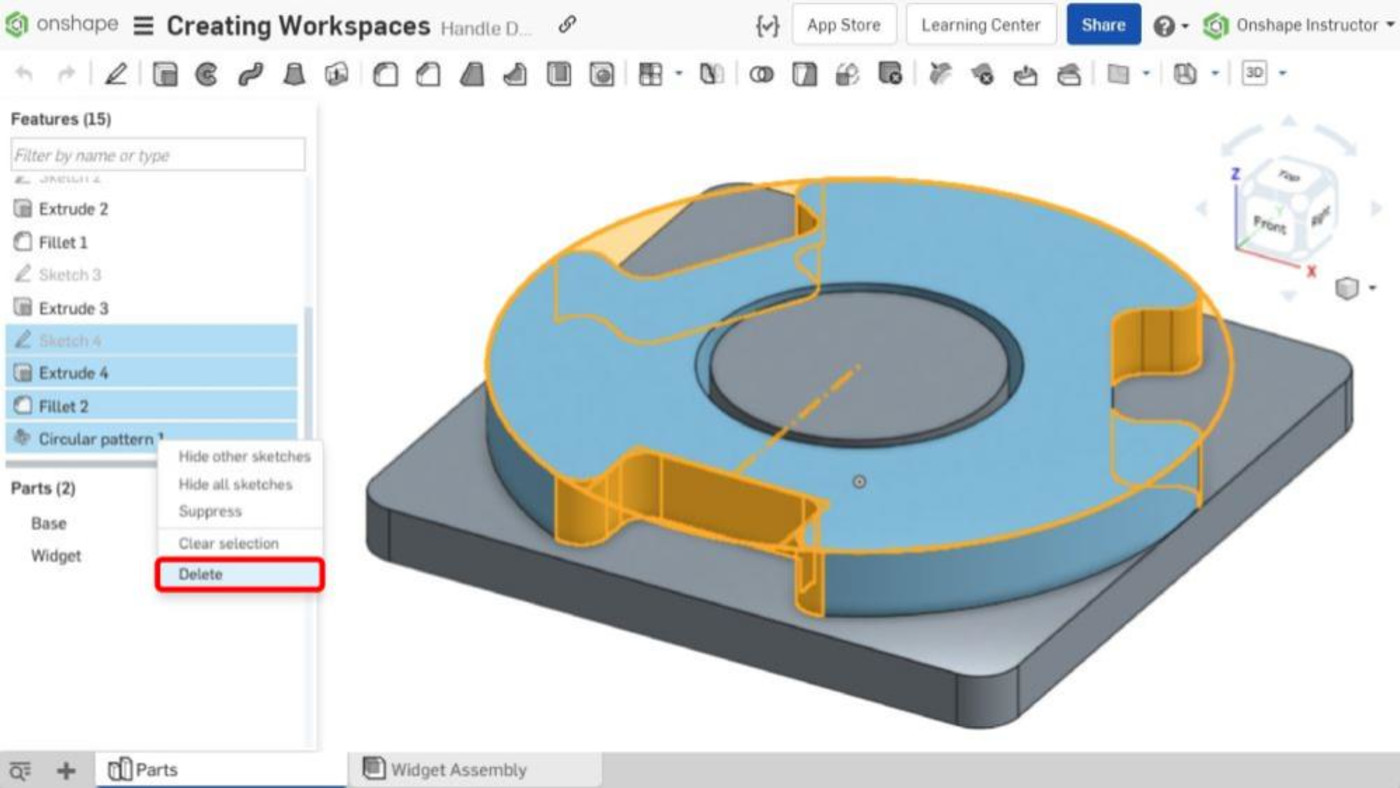 onshape Creating Workspaces Handle D... App Store Learning Center Share Onshape Instructor
3D
Features (15)
Filter by name or type
Sketch 2
Extrude 2
Fillet 1
Sketch 3
Extrude 3
Sketch 4
Extrude 4
Fillet 2
Circular pattern 1
Hide other sketches
Hide all sketches
Suppress
Clear selection
Delete
Parts (2)
Base
Widget
Z
Top
Front
Right
Y
X
Parts
Widget Assembly